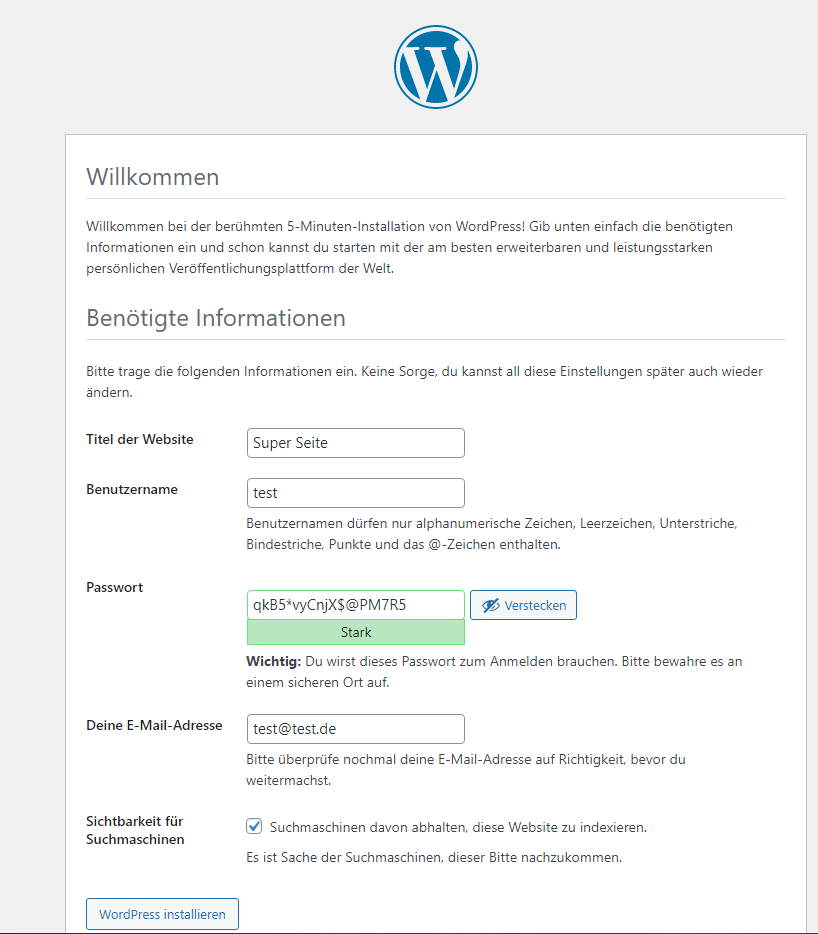 Willkommen
Willkommen bei der berühmten 5-Minuten-Installation von WordPress! Gib unten einfach die benötigten
Informationen ein und schon kannst du starten mit der am besten erweiterbaren und leistungsstarken
persönlichen Veröffentlichungsplattform der Welt.
Benötigte Informationen
Bitte trage die folgenden Informationen ein. Keine Sorge, du kannst all diese Einstellungen später auch wieder
ändern.
Titel der Website
Super Seite
Benutzername
test
Benutzernamen dürfen nur alphanumerische Zeichen, Leerzeichen, Unterstriche,
Bindestriche, Punkte und das @-Zeichen enthalten.
Passwort
qkB5*vyCnjX$@PM7R5
Verstecken
Stark
Wichtig: Du wirst dieses Passwort zum Anmelden brauchen. Bitte bewahre es an
einem sicheren Ort auf.
Deine E-Mail-Adresse
test@test.de
Bitte überprüfe nochmal deine E-Mail-Adresse auf Richtigkeit, bevor du
weitermachst.
Sichtbarkeit für
Suchmaschinen
Suchmaschinen davon abhalten, diese Website zu indexieren.
Es ist Sache der Suchmaschinen, dieser Bitte nachzukommen.
WordPress installieren